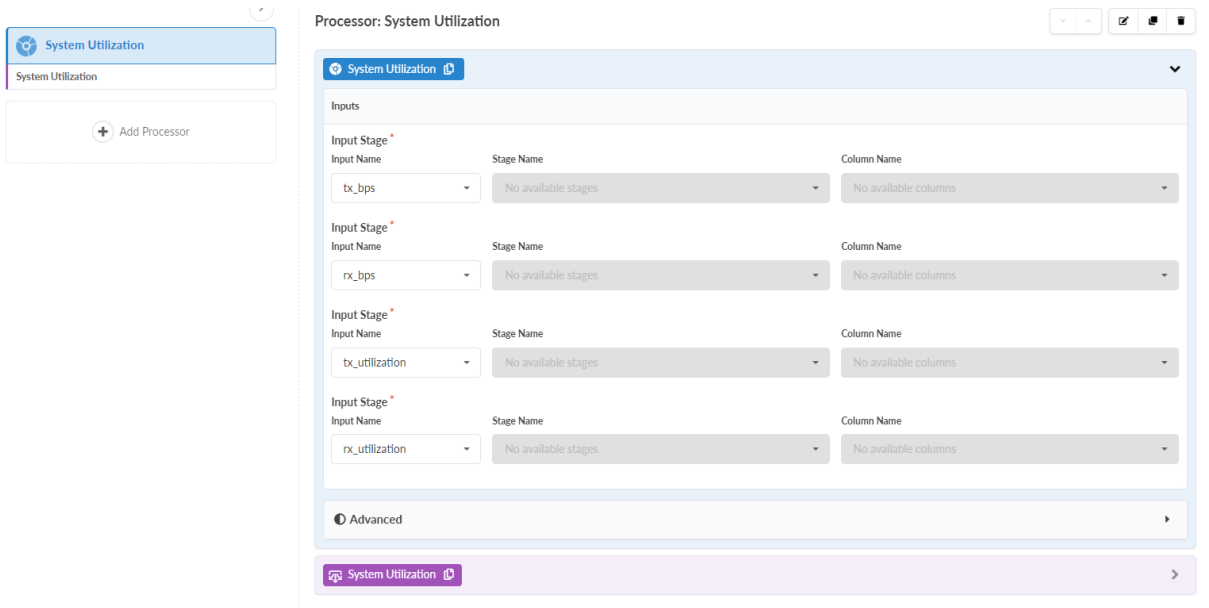 Processor: System Utilization
System Utilization
System Utilization
Add Processor
System Utilization
Inputs
Input Stage *
Input Name Stage Name Column Name
tx_bps No available stages No available columns
Input Stage *
Input Name Stage Name Column Name
rx_bps No available stages No available columns
Input Stage *
Input Name Stage Name Column Name
tx_utilization No available stages No available columns
Input Stage *
Input Name Stage Name Column Name
rx_utilization No available stages No available columns
Advanced
System Utilization